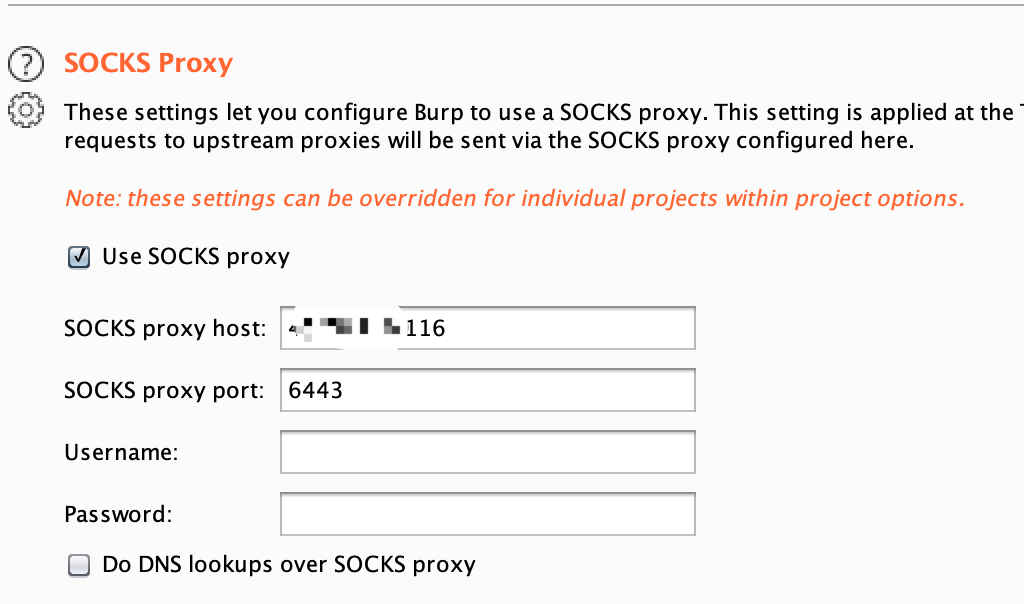 SOCKS Proxy
These settings let you configure Burp to use a SOCKS proxy. This setting is applied at the
requests to upstream proxies will be sent via the SOCKS proxy configured here.
Note: these settings can be overridden for individual projects within project options.
Use SOCKS proxy
SOCKS proxy host: 116
SOCKS proxy port: 6443
Username:
Password:
Do DNS lookups over SOCKS proxy